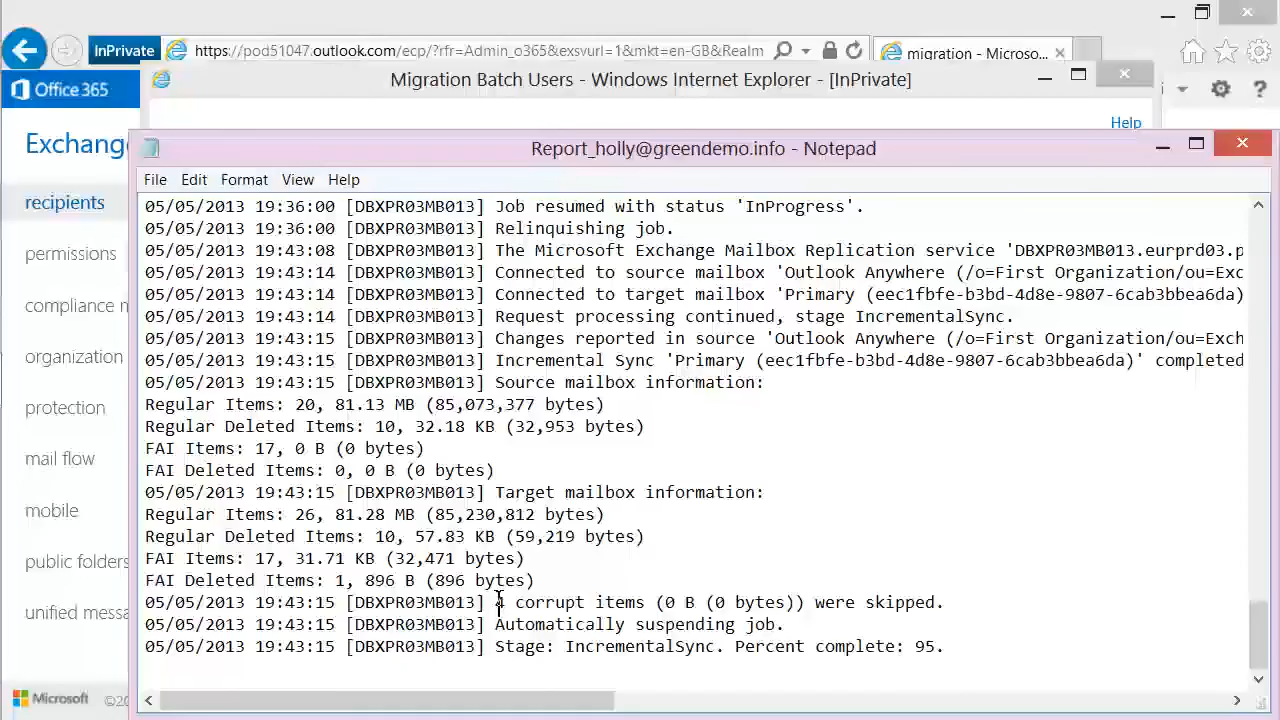 InPrivate
https://pod51047.outlook.com/ecp/?rfr=Admin_o365&exsvurl=1&mkt=en-GB&Realm
migration - Microso...
Office 365
Migration Batch Users - Windows Internet Explorer - [InPrivate]
Help
Exchang
Report_holly@greendemo.info - Notepad
File Edit Format View Help
recipients
permissions
compliance m
organization
protection
mail flow
mobile
public folders
unified messa
05/05/2013 19:36:00 [DBXPR03MB013] Job resumed with status 'InProgress'.
05/05/2013 19:36:00 [DBXPR03MB013] Relinquishing job.
05/05/2013 19:43:08 [DBXPR03MB013] The Microsoft Exchange Mailbox Replication service 'DBXPR03MB013.eurprd03.p
05/05/2013 19:43:14 [DBXPR03MB013] Connected to source mailbox 'Outlook Anywhere (/o=First Organization/ou=Exc
05/05/2013 19:43:14 [DBXPR03MB013] Connected to target mailbox 'Primary (eec1fbfe-b3bd-4d8e-9807-6cab3bbea6da)
05/05/2013 19:43:14 [DBXPR03MB013] Request processing continued, stage IncrementalSync.
05/05/2013 19:43:15 [DBXPR03MB013] Changes reported in source 'Outlook Anywhere (/o=First Organization/ou=Exch
05/05/2013 19:43:15 [DBXPR03MB013] Incremental Sync 'Primary (eec1fbfe-b3bd-4d8e-9807-6cab3bbea6da)' completed
05/05/2013 19:43:15 [DBXPR03MB013] Source mailbox information:
Regular Items: 20, 81.13 MB (85,073,377 bytes)
Regular Deleted Items: 10, 32.18 KB (32,953 bytes)
FAI Items: 17, 0 B (0 bytes)
FAI Deleted Items: 0, 0 B (0 bytes)
05/05/2013 19:43:15 [DBXPR03MB013] Target mailbox information:
Regular Items: 26, 81.28 MB (85,230,812 bytes)
Regular Deleted Items: 10, 57.83 KB (59,219 bytes)
FAI Items: 17, 31.71 KB (32,471 bytes)
FAI Deleted Items: 1, 896 B (896 bytes)
05/05/2013 19:43:15 [DBXPR03MB013] corrupt items (0 B (0 bytes)) were skipped.
05/05/2013 19:43:15 [DBXPR03MB013] Automatically suspending job.
05/05/2013 19:43:15 [DBXPR03MB013] Stage: IncrementalSync. Percent complete: 95.
Microsoft ©20